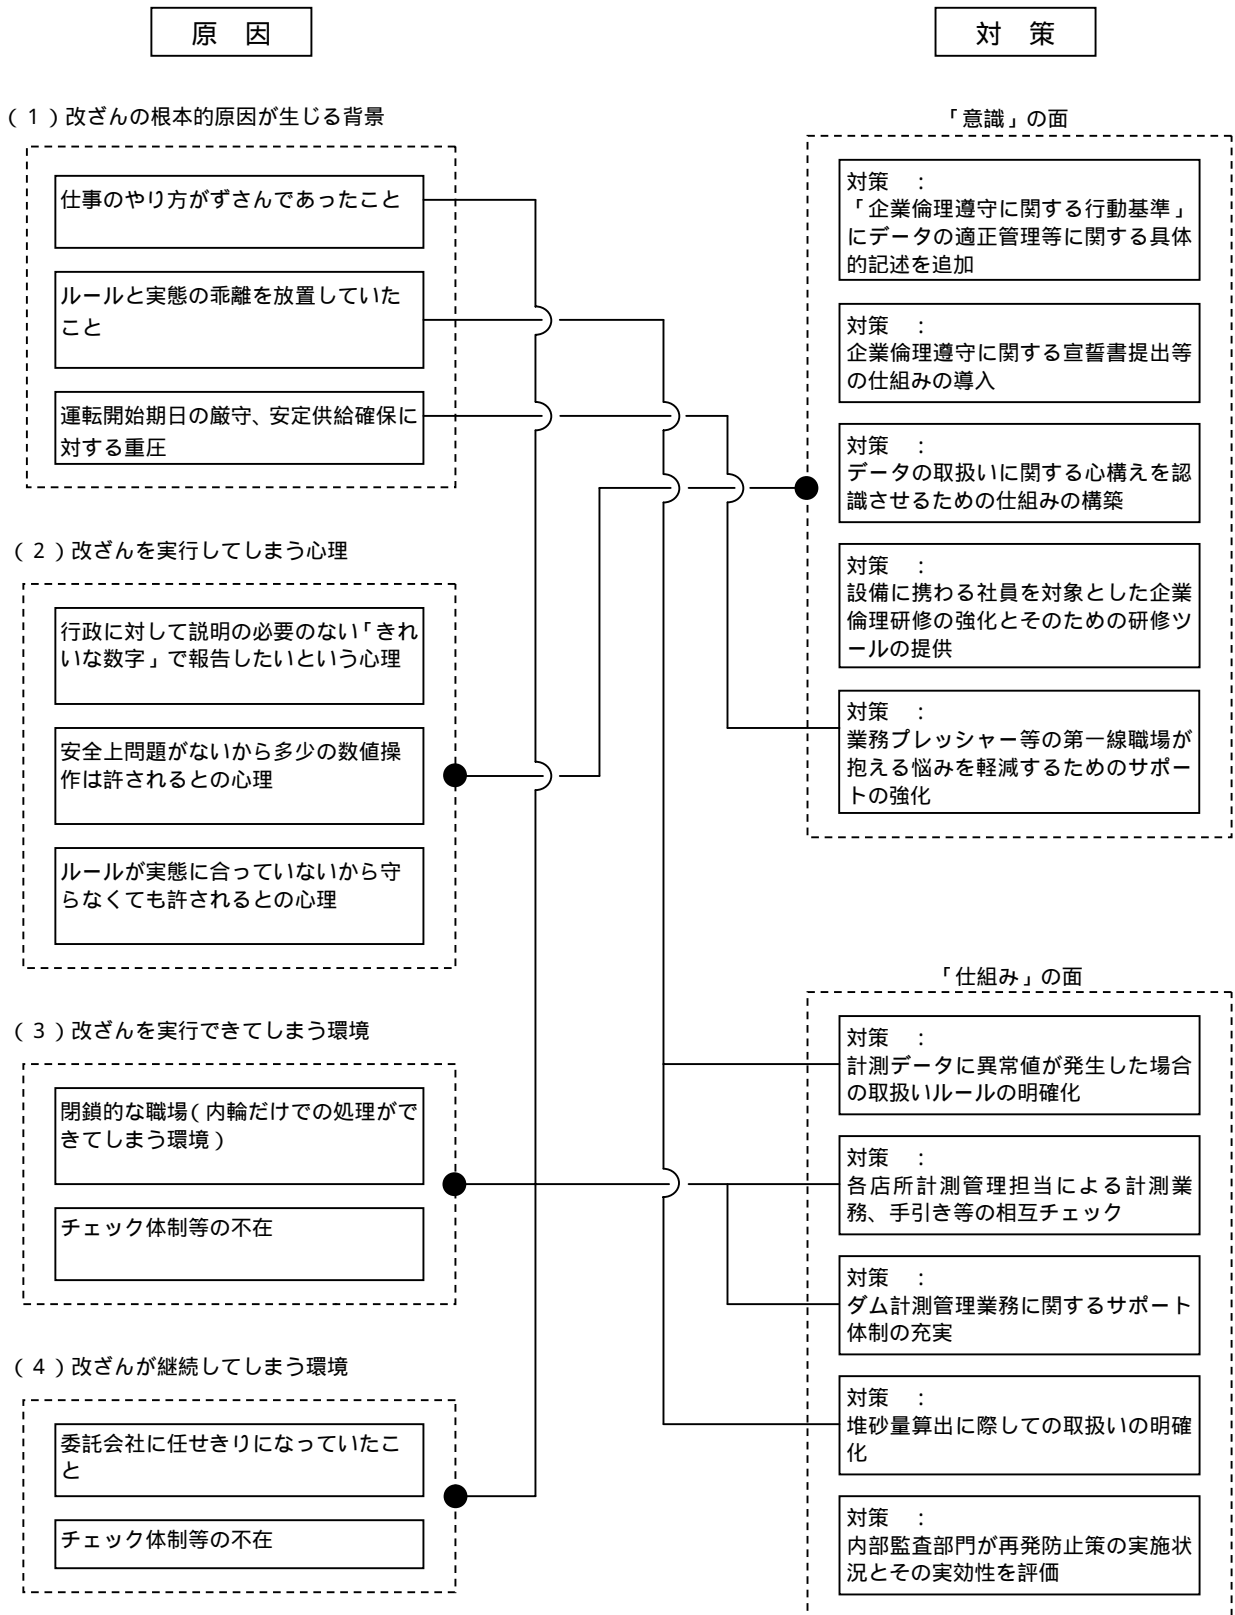 原　因
(１)改ざんの根本的原因が生じる背景
仕事のやり方がずさんであったこと
ルールと実態の乖離を放置していた
こと
運転開始期日の厳守、安定供給確保に
対する重圧
(２)改ざんを実行してしまう心理
行政に対して説明の必要のない「きれ
いな数字」で報告したいという心理
安全上問題がないから多少の数値操
作は許されるとの心理
ルールが実態に合っていないから守
らなくても許されるとの心理
(３)改ざんを実行できてしまう環境
閉鎖的な職場(内輪だけでの処理がで
きてしまう環境)
チェック体制等の不在
(４)改ざんが継続してしまう環境
委託会社に任せきりになっていたこ
と
チェック体制等の不在
対　策
「意識」の面
対策　：
「企業倫理遵守に関する行動基準」
にデータの適正管理等に関する具体
的記述を追加
対策　：
企業倫理遵守に関する宣誓書提出等
の仕組みの導入
対策　：
データの取扱いに関する心構えを認
識させるための仕組みの構築
対策　：
設備に携わる社員を対象とした企業
倫理研修の強化とそのための研修ツ
ールの提供
対策　：
業務プレッシャー等の第一線職場が
抱える悩みを軽減するためのサポー
トの強化
「仕組み」の面
対策　：
計測データに異常値が発生した場合
の取扱いルールの明確化
対策　：
各店所計測管理担当による計測業
務、手引き等の相互チェック
対策　：
ダム計測管理業務に関するサポート
体制の充実
対策　：
堆砂量算出に際しての取扱いの明確
化
対策　：
内部監査部門が再発防止策の実施状
況とその実効性を評価